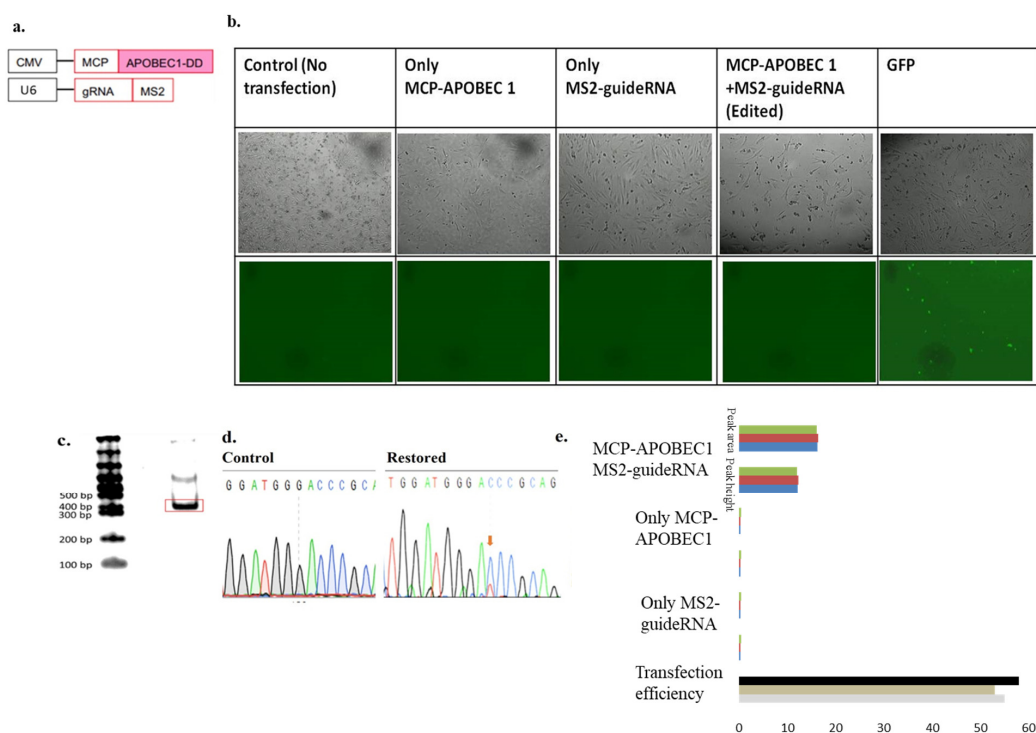 a.
CMV
MCP
APOBEC1-DD
U6
gRNA
MS2
b.
Control (No transfection)
Only MCP-APOBEC 1
Only MS2-guideRNA
MCP-APOBEC 1 +MS2-guideRNA (Edited)
GFP
c.
500 bp
400 bp
300 bp
200 bp
100 bp
d.
Control
G G A T G G G A C C C G C A
Restored
T G G A T G G G A C C C G C A G
e.
Peak area
MCP-APOBEC1
MS2-guideRNA
Peak height
Only MCP-
APOBEC1
Only MS2-
guideRNA
Transfection
efficiency
0 10 20 30 40 50 60